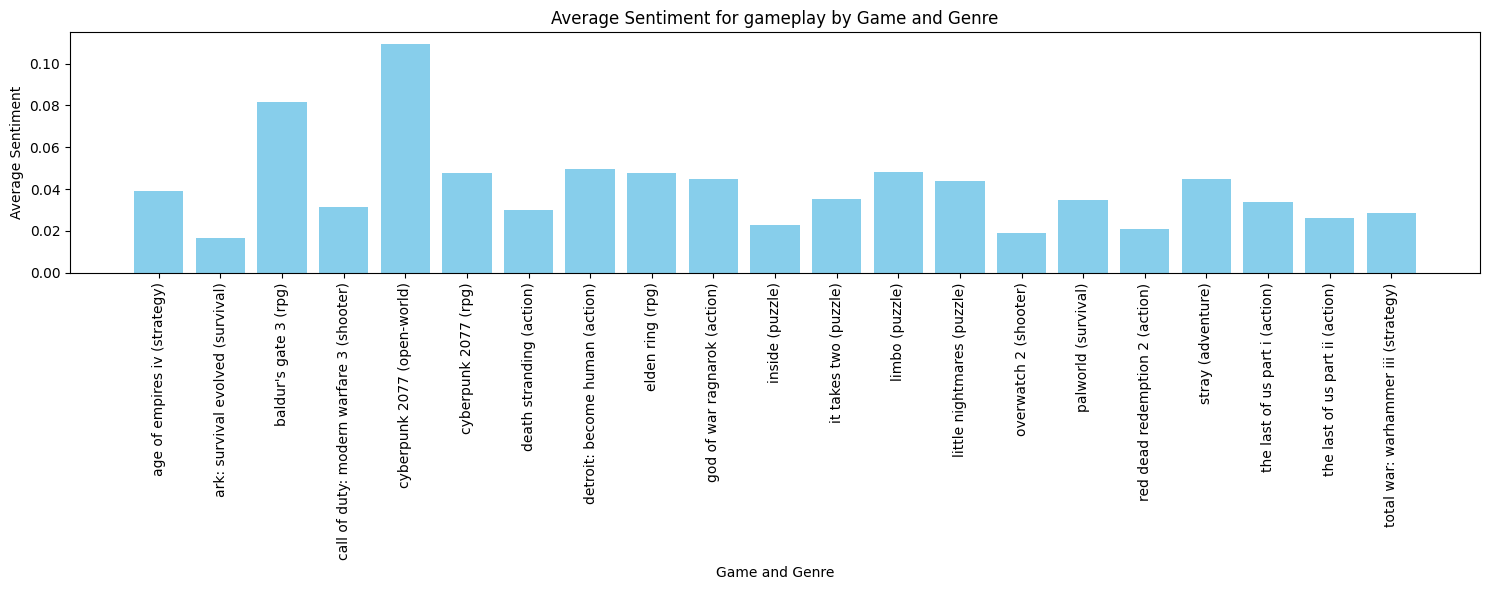 Average Sentiment for gameplay by Game and Genre
Average Sentiment
0.10
0.08
0.06
0.04
0.02
0.00
age of empires iv (strategy)
ark: survival evolved (survival)
baldur's gate 3 (rpg)
call of duty: modern warfare 3 (shooter)
cyberpunk 2077 (open-world)
cyberpunk 2077 (rpg)
death stranding (action)
detroit: become human (action)
elden ring (rpg)
god of war ragnarok (action)
inside (puzzle)
it takes two (puzzle)
limbo (puzzle)
little nightmares (puzzle)
overwatch 2 (shooter)
palworld (survival)
red dead redemption 2 (action)
stray (adventure)
the last of us part i (action)
the last of us part ii (action)
total war: warhammer iii (strategy)
Game and Genre